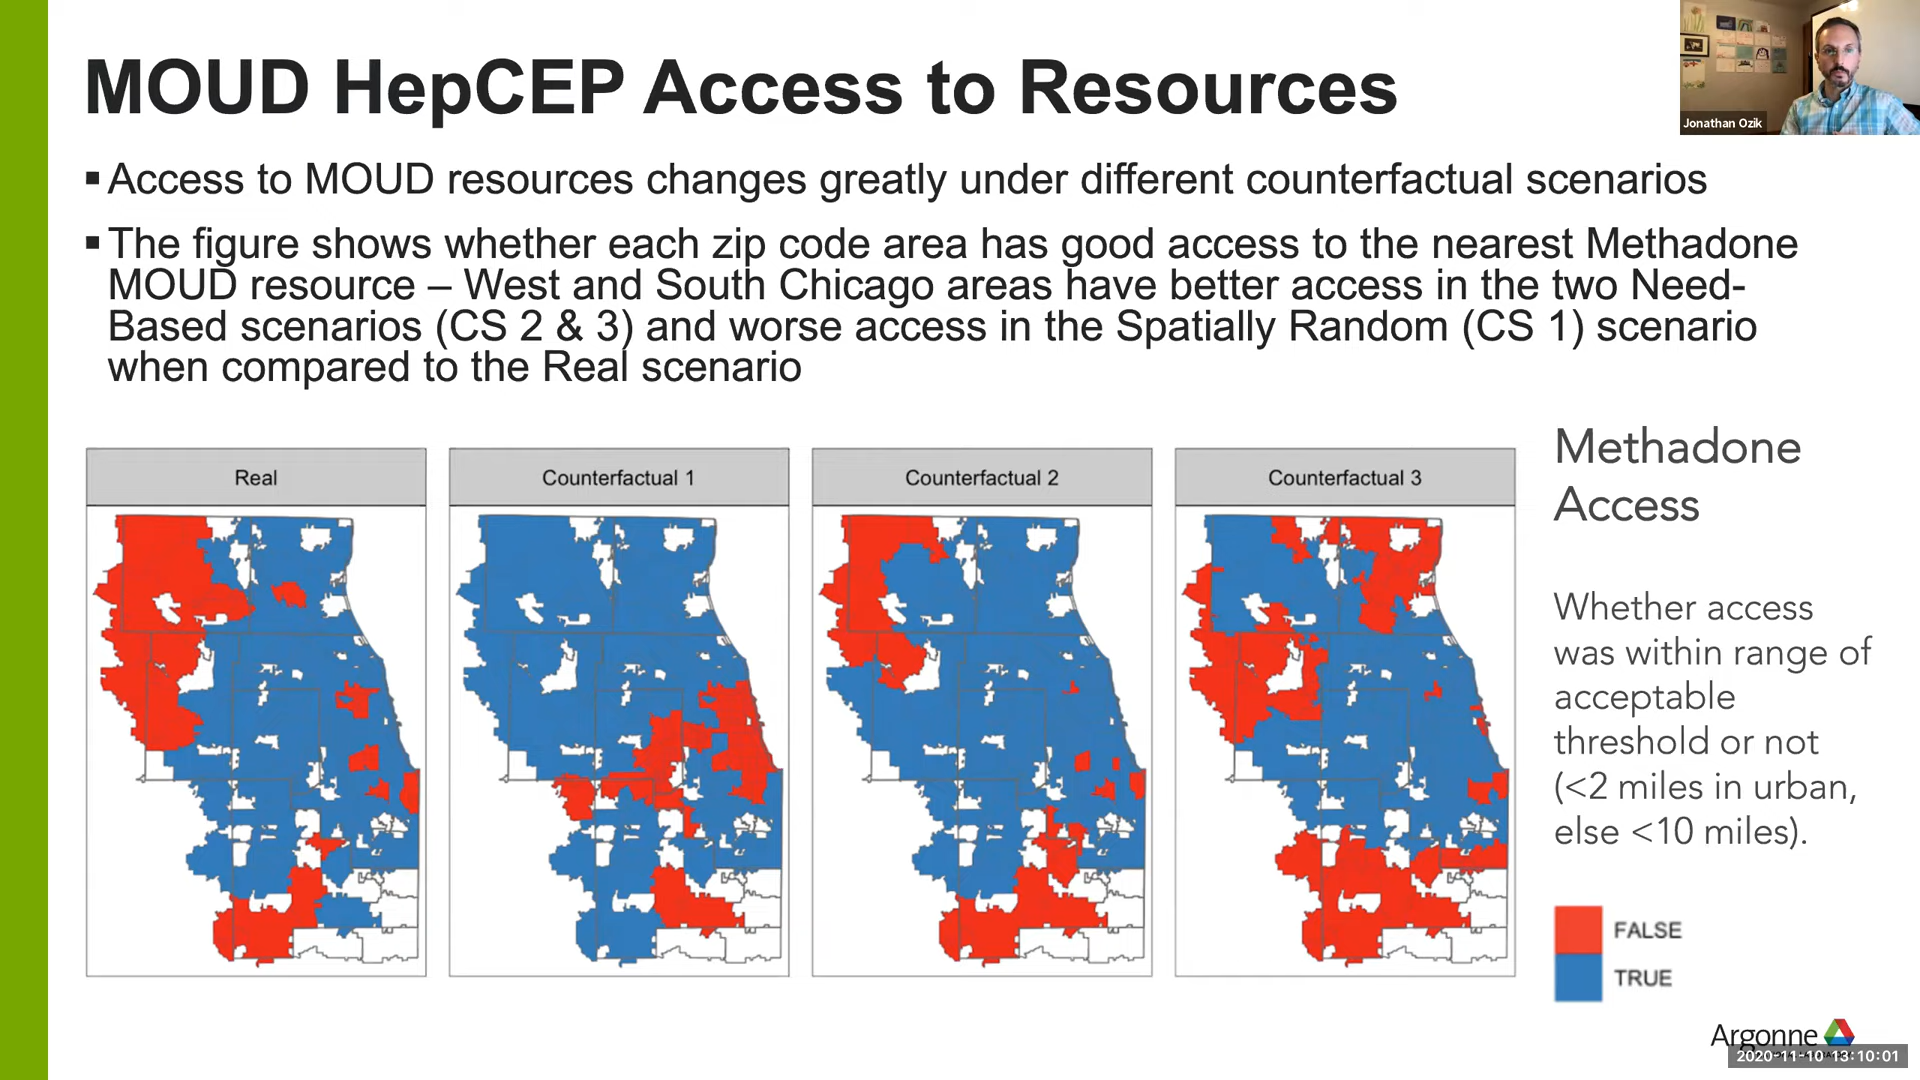 MOUD HepCEP Access to Resources
Jonathan Ozik
▪ Access to MOUD resources changes greatly under different counterfactual scenarios
▪ The figure shows whether each zip code area has good access to the nearest Methadone
MOUD resource – West and South Chicago areas have better access in the two Need-
Based scenarios (CS 2 & 3) and worse access in the Spatially Random (CS 1) scenario
when compared to the Real scenario
Real
Counterfactual 1
Counterfactual 2
Counterfactual 3
Methadone
Access
Whether access
was within range of
acceptable
threshold or not
(<2 miles in urban,
else <10 miles).
FALSE
TRUE
Argonne
2020-11-10 13:10:01